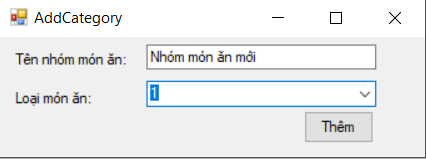 AddCategory
Tên nhóm món ăn: Nhóm món ăn mới
Loại món ăn: 1
Thêm